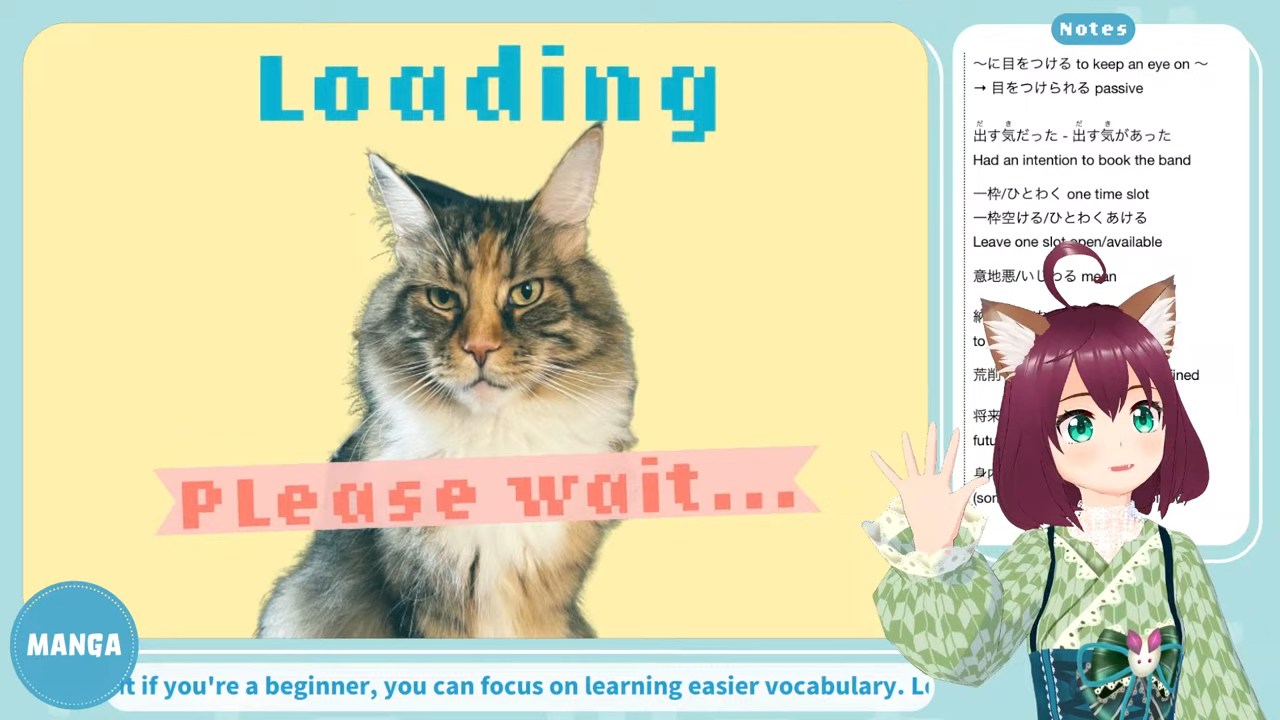 Loading
Please wait...
Notes
〜に目をつける to keep an eye on 〜
→ 目をつけられる passive
だ き だ き
出す気だった - 出す気があった
Had an intention to book the band
一枠/ひとわく one time slot
一枠空ける/ひとわくあける
Leave one slot open/available
意地悪/いじわる mean
to
荒削
将来
MANGA
if you're a beginner, you can focus on learning easier vocabulary.